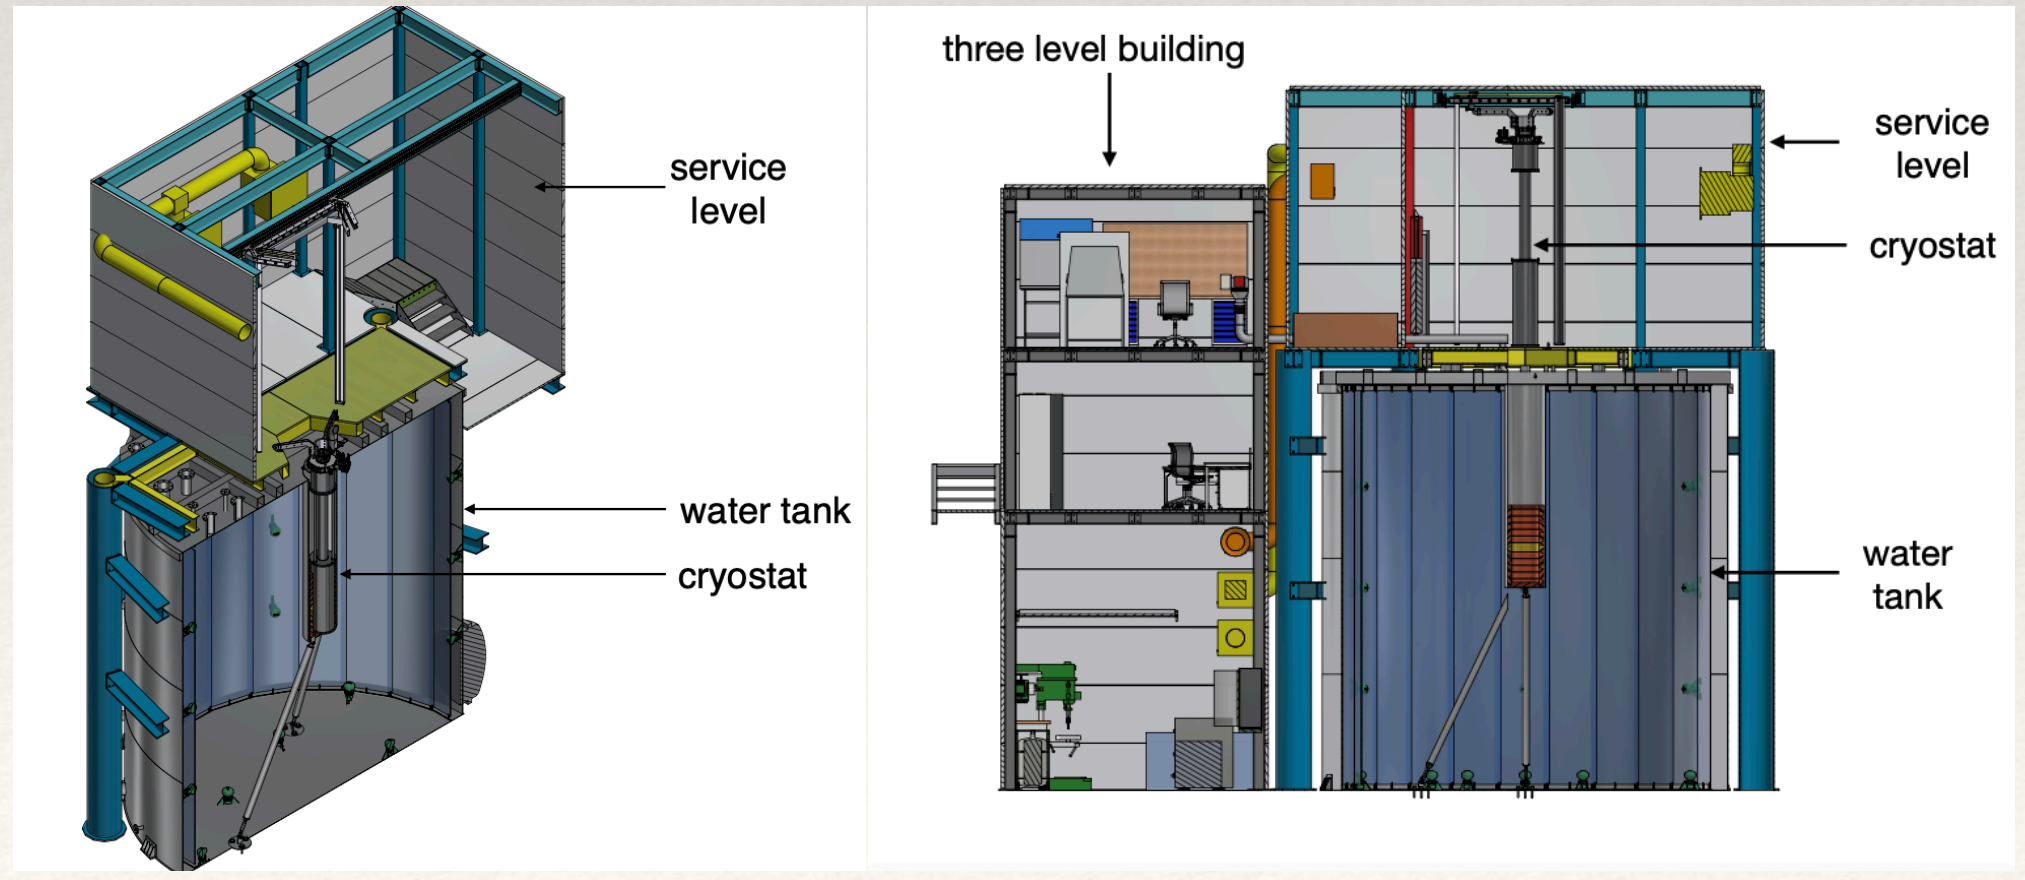 service
level
water tank
cryostat
three level building
service
level
cryostat
water
tank